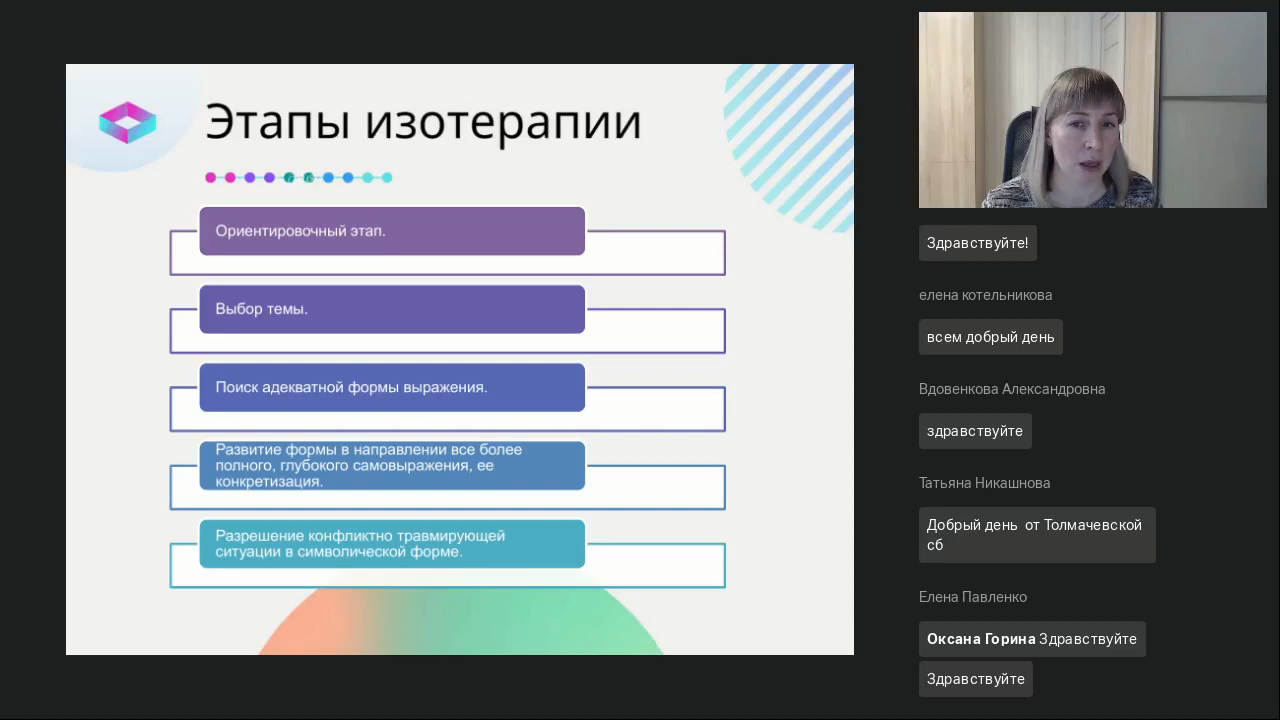 Этапы изотерапии
Ориентировочный этап.
Выбор темы.
Поиск адекватной формы выражения.
Развитие формы в направлении все более
полного, глубокого самовыражения, ее
конкретизация.
Разрешение конфликтно травмирующей
ситуации в символической форме.
Здравствуйте!
елена котельникова
всем добрый день
Вдовенкова Александровна
здравствуйте
Татьяна Никашнова
Добрый день от Толмачевской
сб
Елена Павленко
Оксана Горина Здравствуйте
Здравствуйте